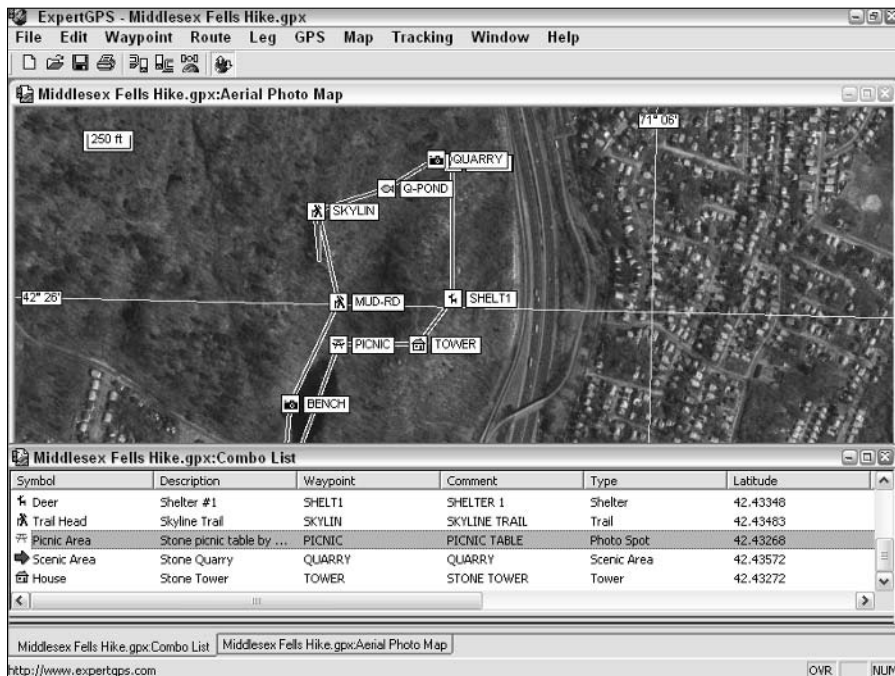 ExpertGPS - Middlesex Fells Hike.gpx
File Edit Waypoint Route Leg GPS Map Tracking Window Help
Middlesex Fells Hike.gpx:Aerial Photo Map
71° 06'
250 ft
QUARRY
Q-POND
SKYLIN
42° 26'
MUD-RD
SHELT1
PICNIC
TOWER
BENCH
Middlesex Fells Hike.gpx:Combo List
Symbol Description Waypoint Comment Type Latitude
Deer Shelter #1 SHELT1 SHELTER 1 Shelter 42.43348
Trail Head Skyline Trail SKYLIN SKYLINE TRAIL Trail 42.43483
Picnic Area Stone picnic table by ... PICNIC PICNIC TABLE Photo Spot 42.43268
Scenic Area Stone Quarry QUARRY QUARRY Scenic Area 42.43572
House Stone Tower TOWER STONE TOWER Tower 42.43272
Middlesex Fells Hike.gpx:Combo List Middlesex Fells Hike.gpx:Aerial Photo Map
http://www.expertgps.com OVR NUM